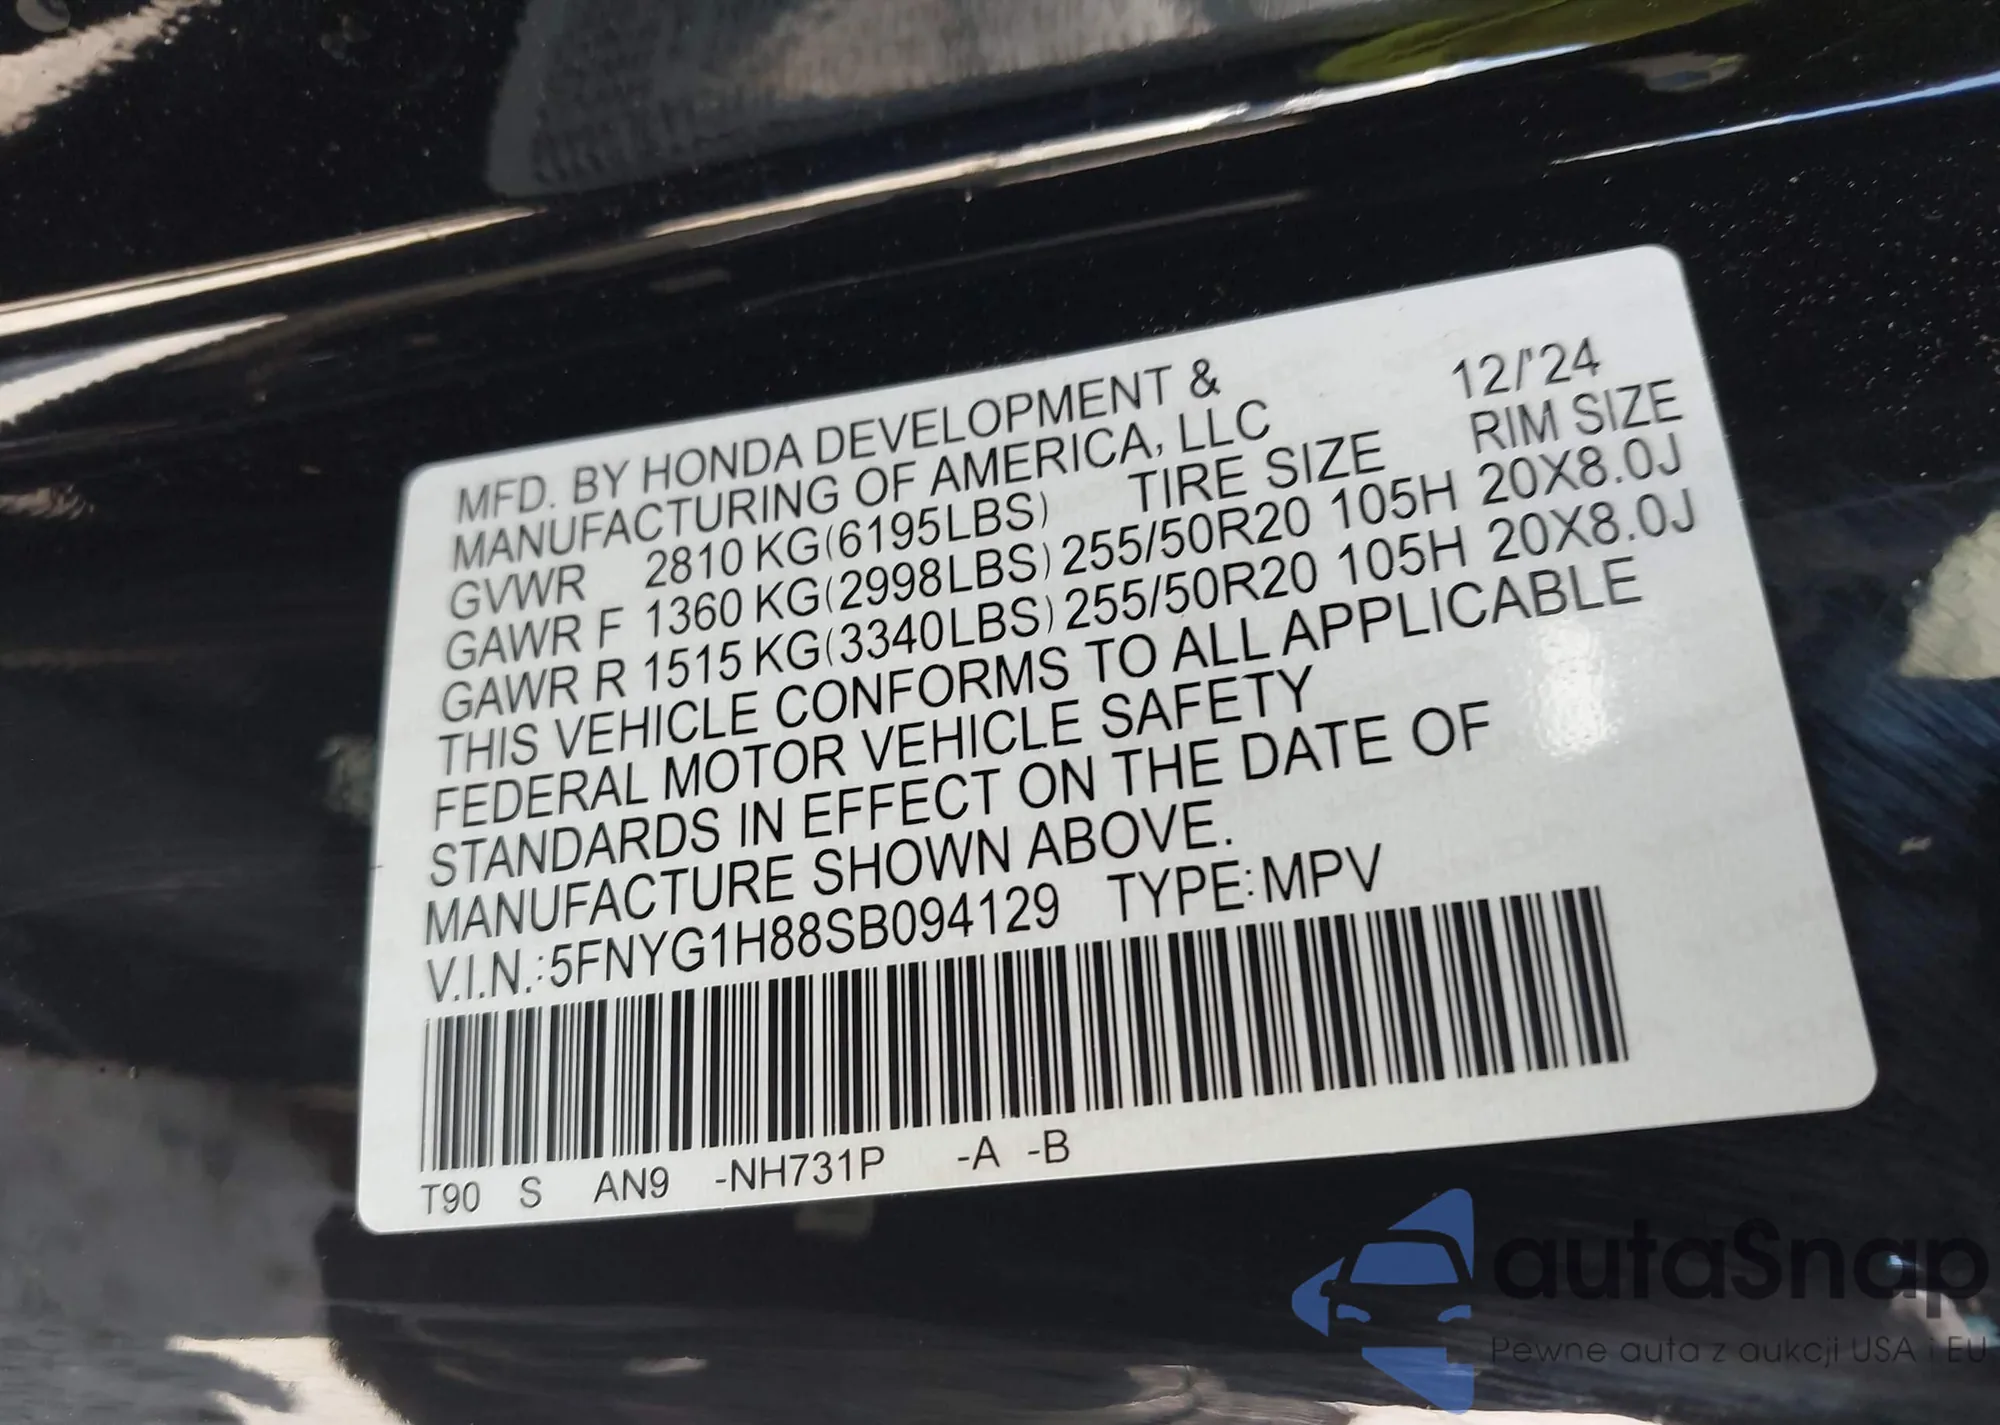 MFD. BY HONDA DEVELOPMENT & 12/'24
MANUFACTURING OF AMERICA, LLC RIM SIZE
GVWR 2810 KG(6195LBS) TIRE SIZE
GAWR F 1360 KG(2998LBS) 255/50R20 105H 20X8.0J
GAWR R 1515 KG(3340LBS) 255/50R20 105H 20X8.0J
THIS VEHICLE CONFORMS TO ALL APPLICABLE
FEDERAL MOTOR VEHICLE SAFETY
STANDARDS IN EFFECT ON THE DATE OF
MANUFACTURE SHOWN ABOVE.
V.I.N.:5FNYG1H88SB094129 TYPE:MPV
T90 S AN9 -NH731P -A -B
autaSnap
Pewne auta z aukcji USA i EU